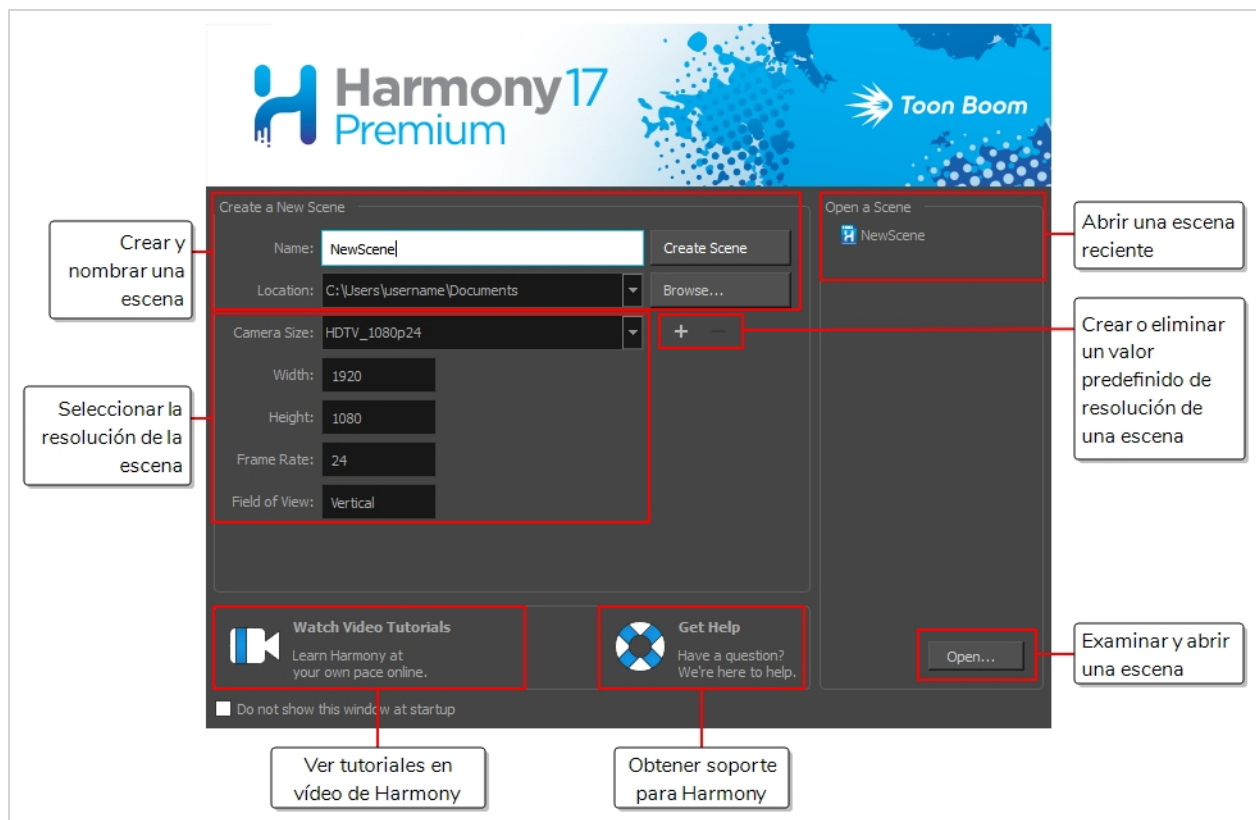 Harmony 17
Premium
Toon Boom
Crear y
nombrar una
escena
Seleccionar la
resolución de la
escena
Create a New Scene
Name: NewScene Create Scene
Location: C:\Users\username\Documents Browse...
Camera Size: HDTV_1080p24 + −
Width: 1920
Height: 1080
Frame Rate: 24
Field of View: Vertical
Open a Scene
NewScene
Open...
Abrir una escena
reciente
Crear o eliminar
un valor
predefinido de
resolución de
una escena
Examinar y abrir
una escena
Watch Video Tutorials
Learn Harmony at
your own pace online.
Get Help
Have a question?
We're here to help.
Do not show this window at startup
Ver tutoriales en
vídeo de Harmony
Obtener soporte
para Harmony